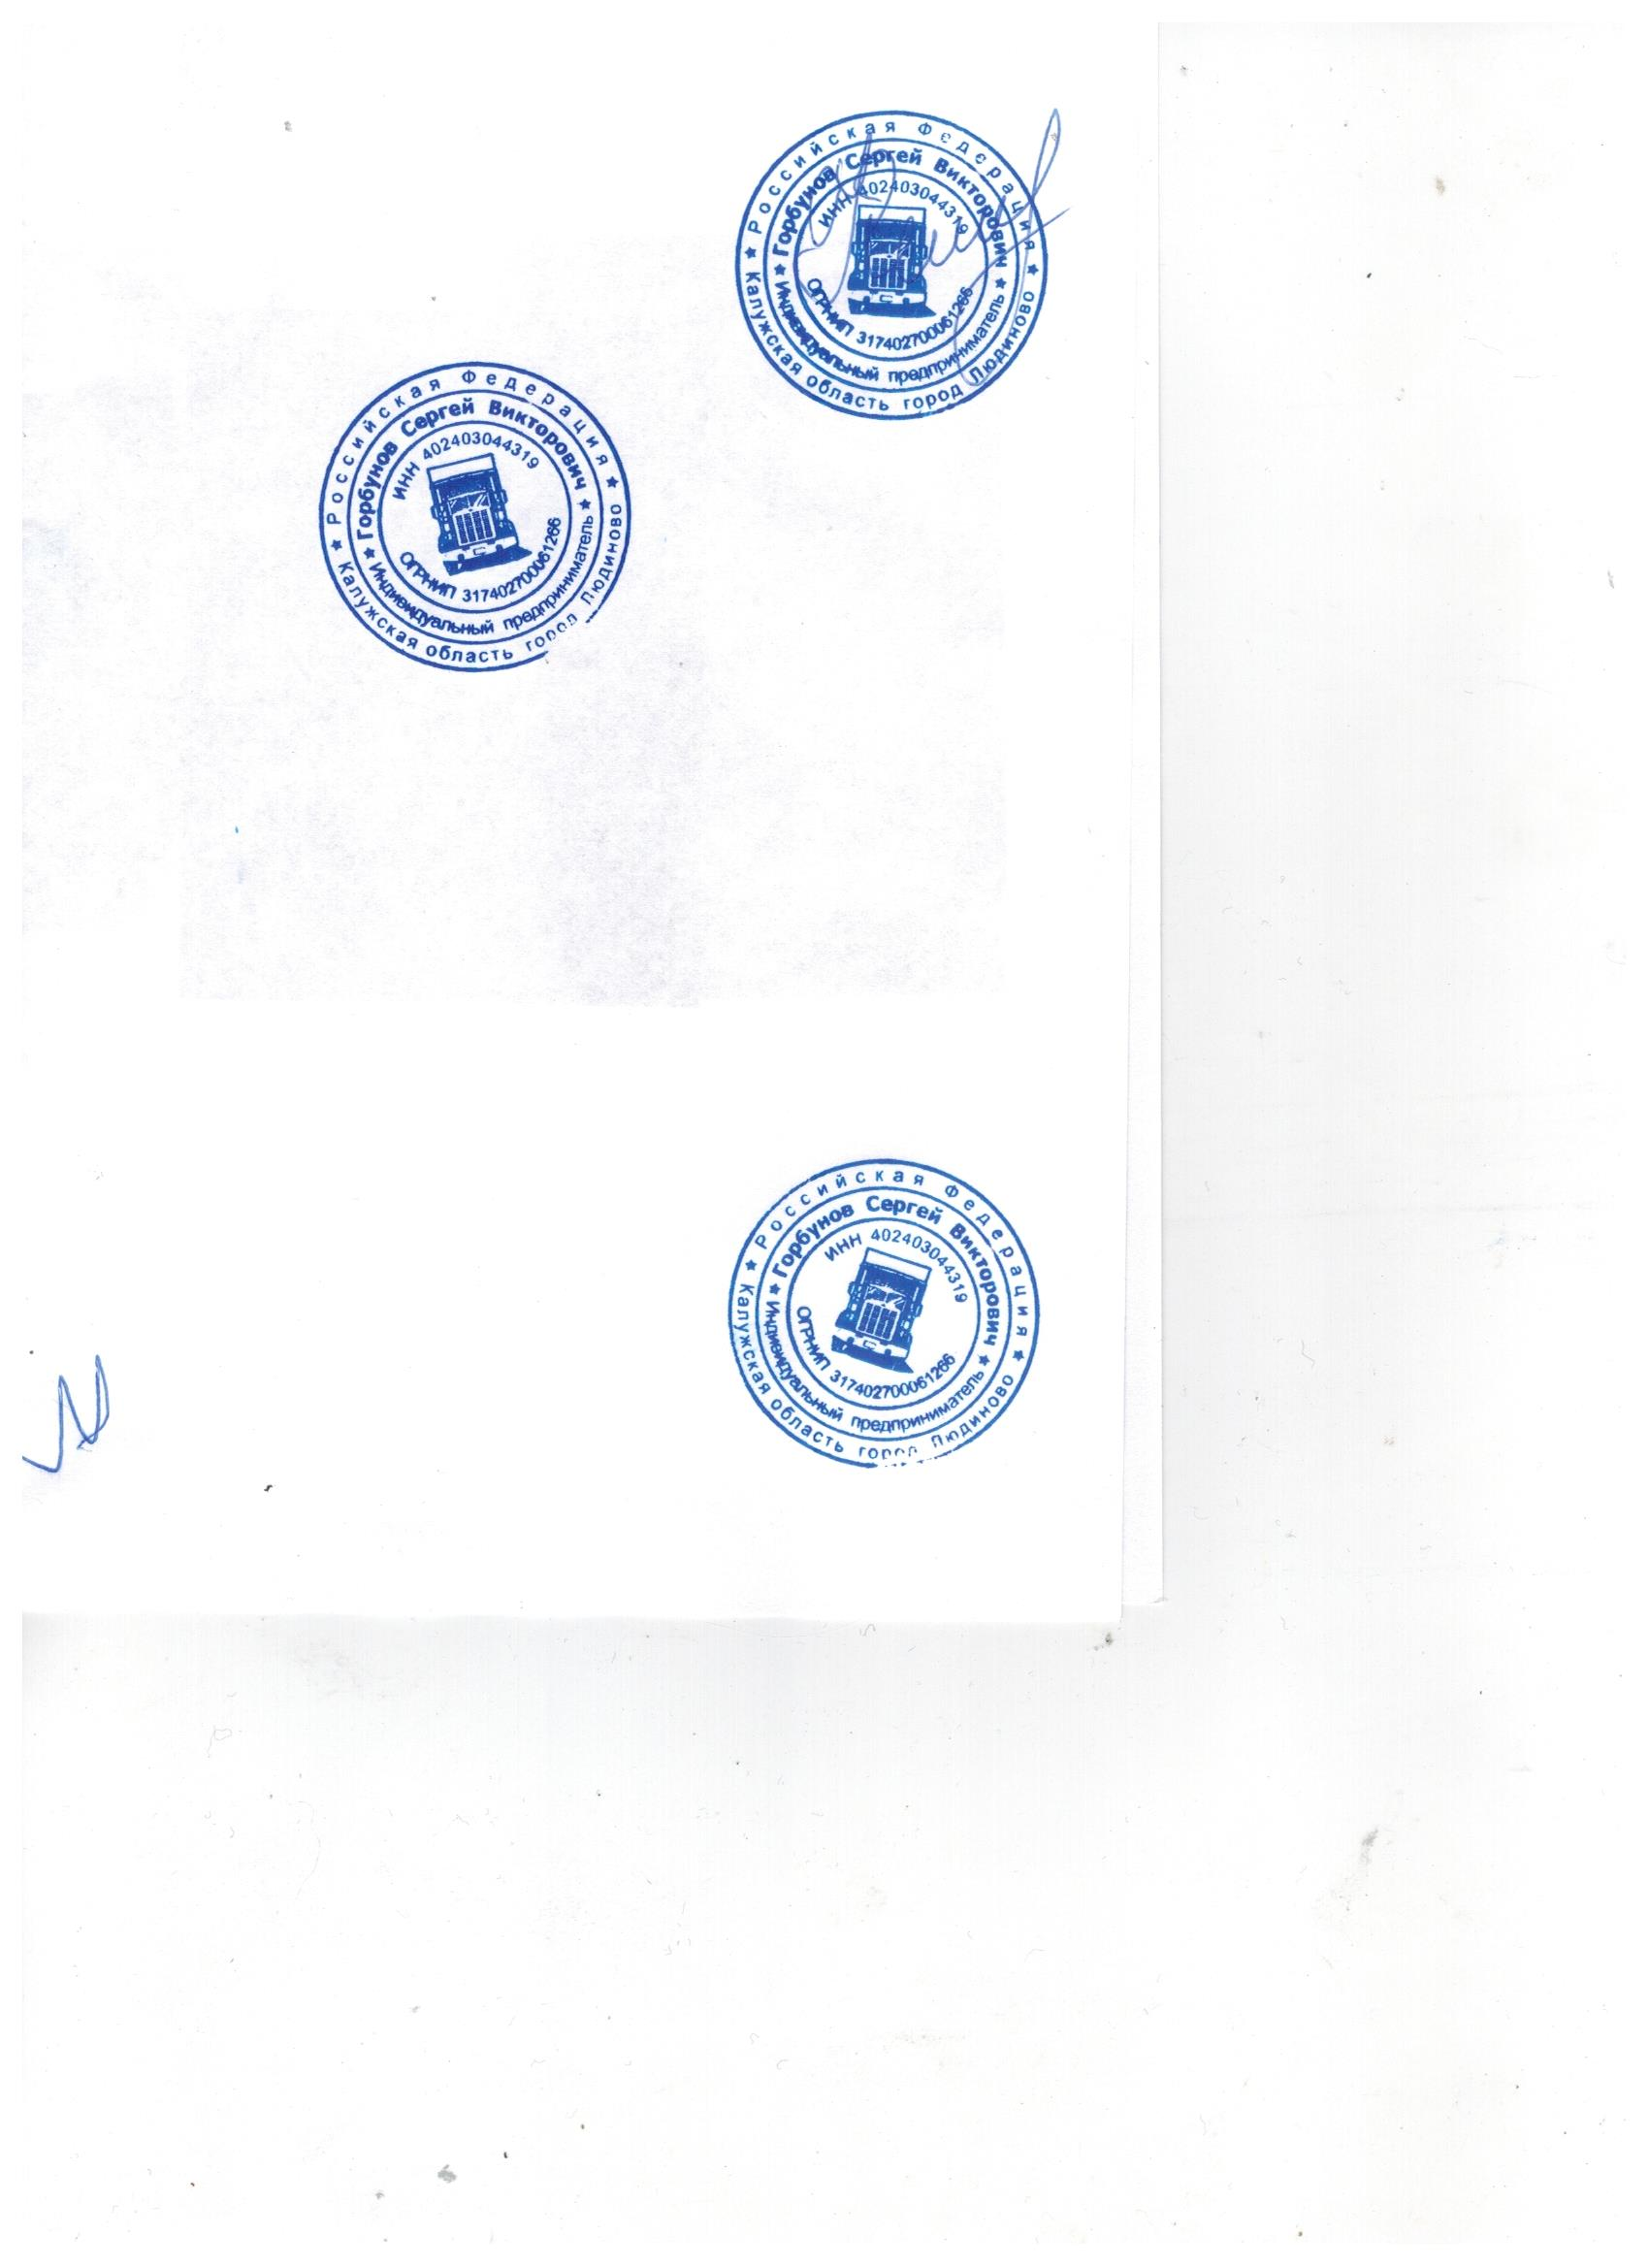 Российская Федерация
Горбунов Сергей Викторович
ИНН 402403044319
ОГРНИП 317402700061266
Индивидуальный предприниматель
Калужская область город Людиново
Российская Федерация
Горбунов Сергей Викторович
ИНН 402403044319
ОГРНИП 317402700061266
Индивидуальный предприниматель
Калужская область город Людиново
Российская Федерация
Горбунов Сергей Викторович
ИНН 402403044319
ОГРНИП 317402700061266
Индивидуальный предприниматель
Калужская область город Людиново